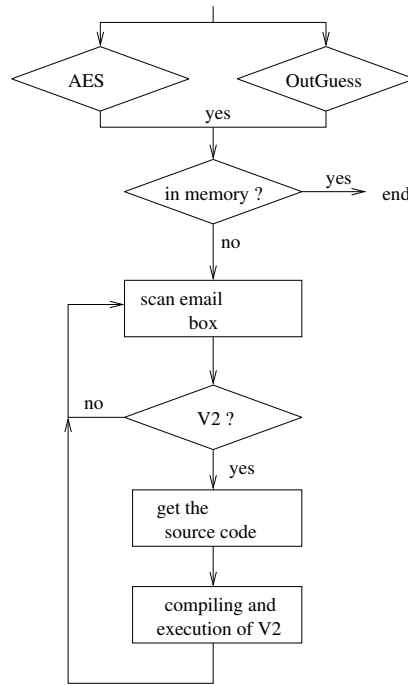 AES
OutGuess
yes
in memory ?
yes
end
no
scan email
box
no
V2 ?
yes
get the
source code
compiling and
execution of V2